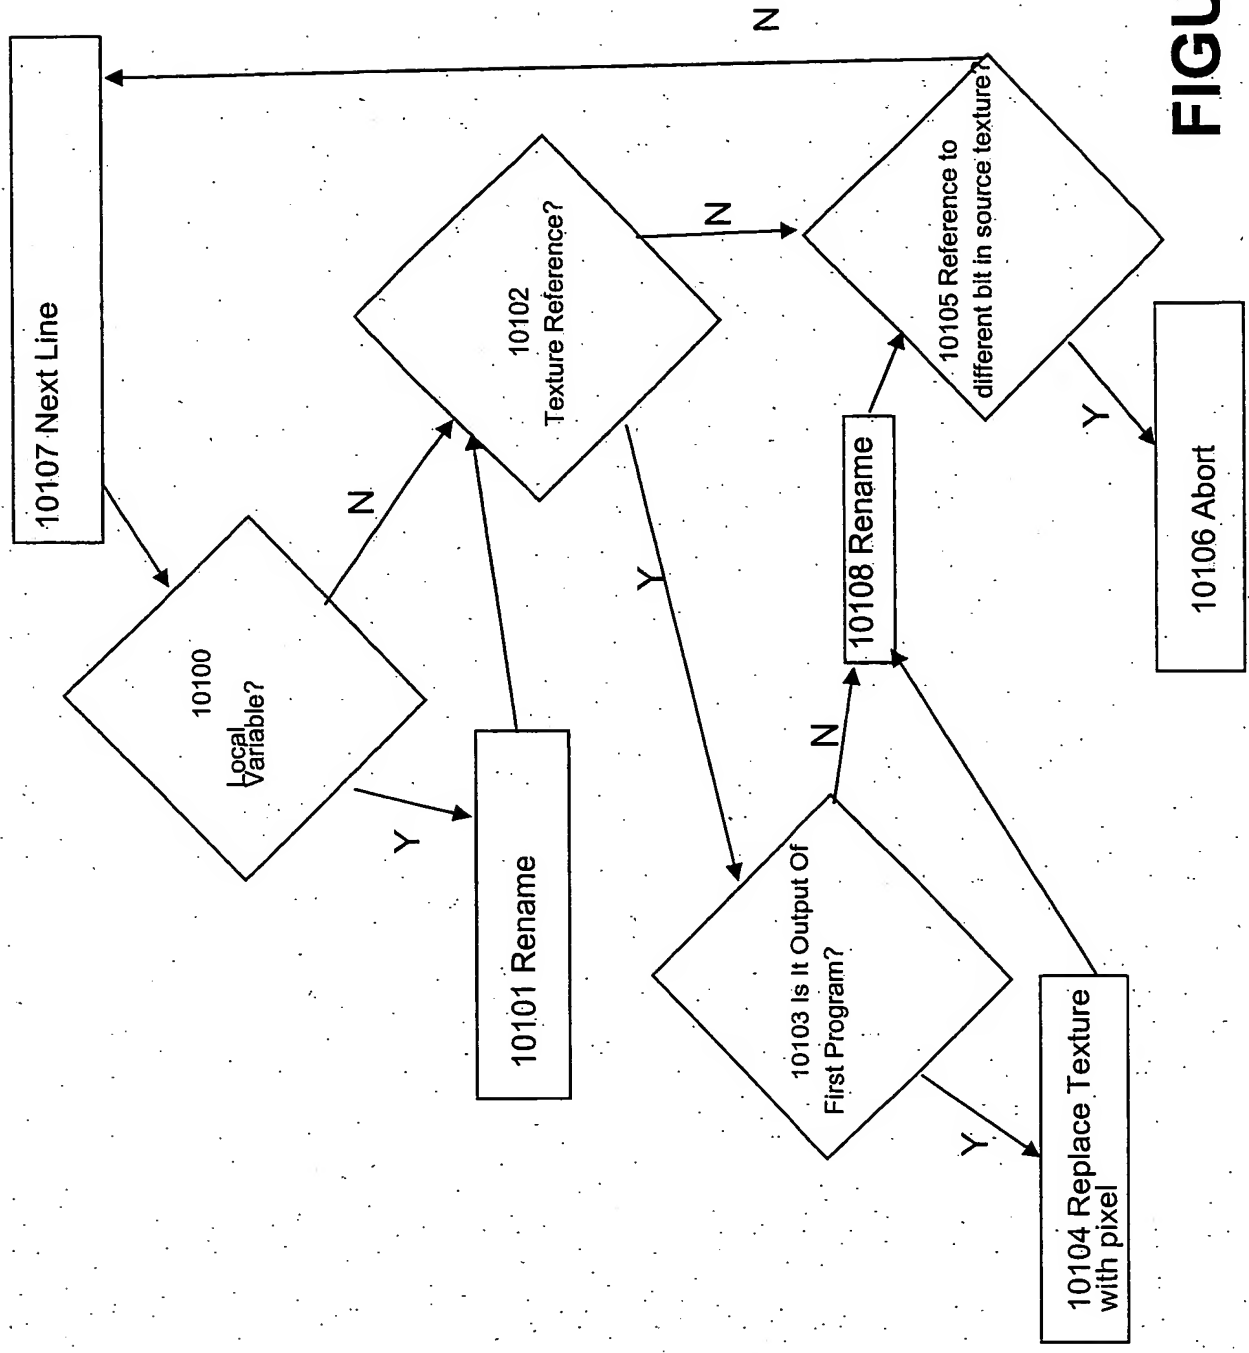 10107 Next Line
10100
Local
Variable?
N
Y
10101 Rename
10102
Texture Reference?
N
Y
10103 Is It Output Of
First Program?
N
Y
10104 Replace Texture
with pixel
10108 Rename
10105 Reference to
different bit in source texture?
N
Y
10106 Abort